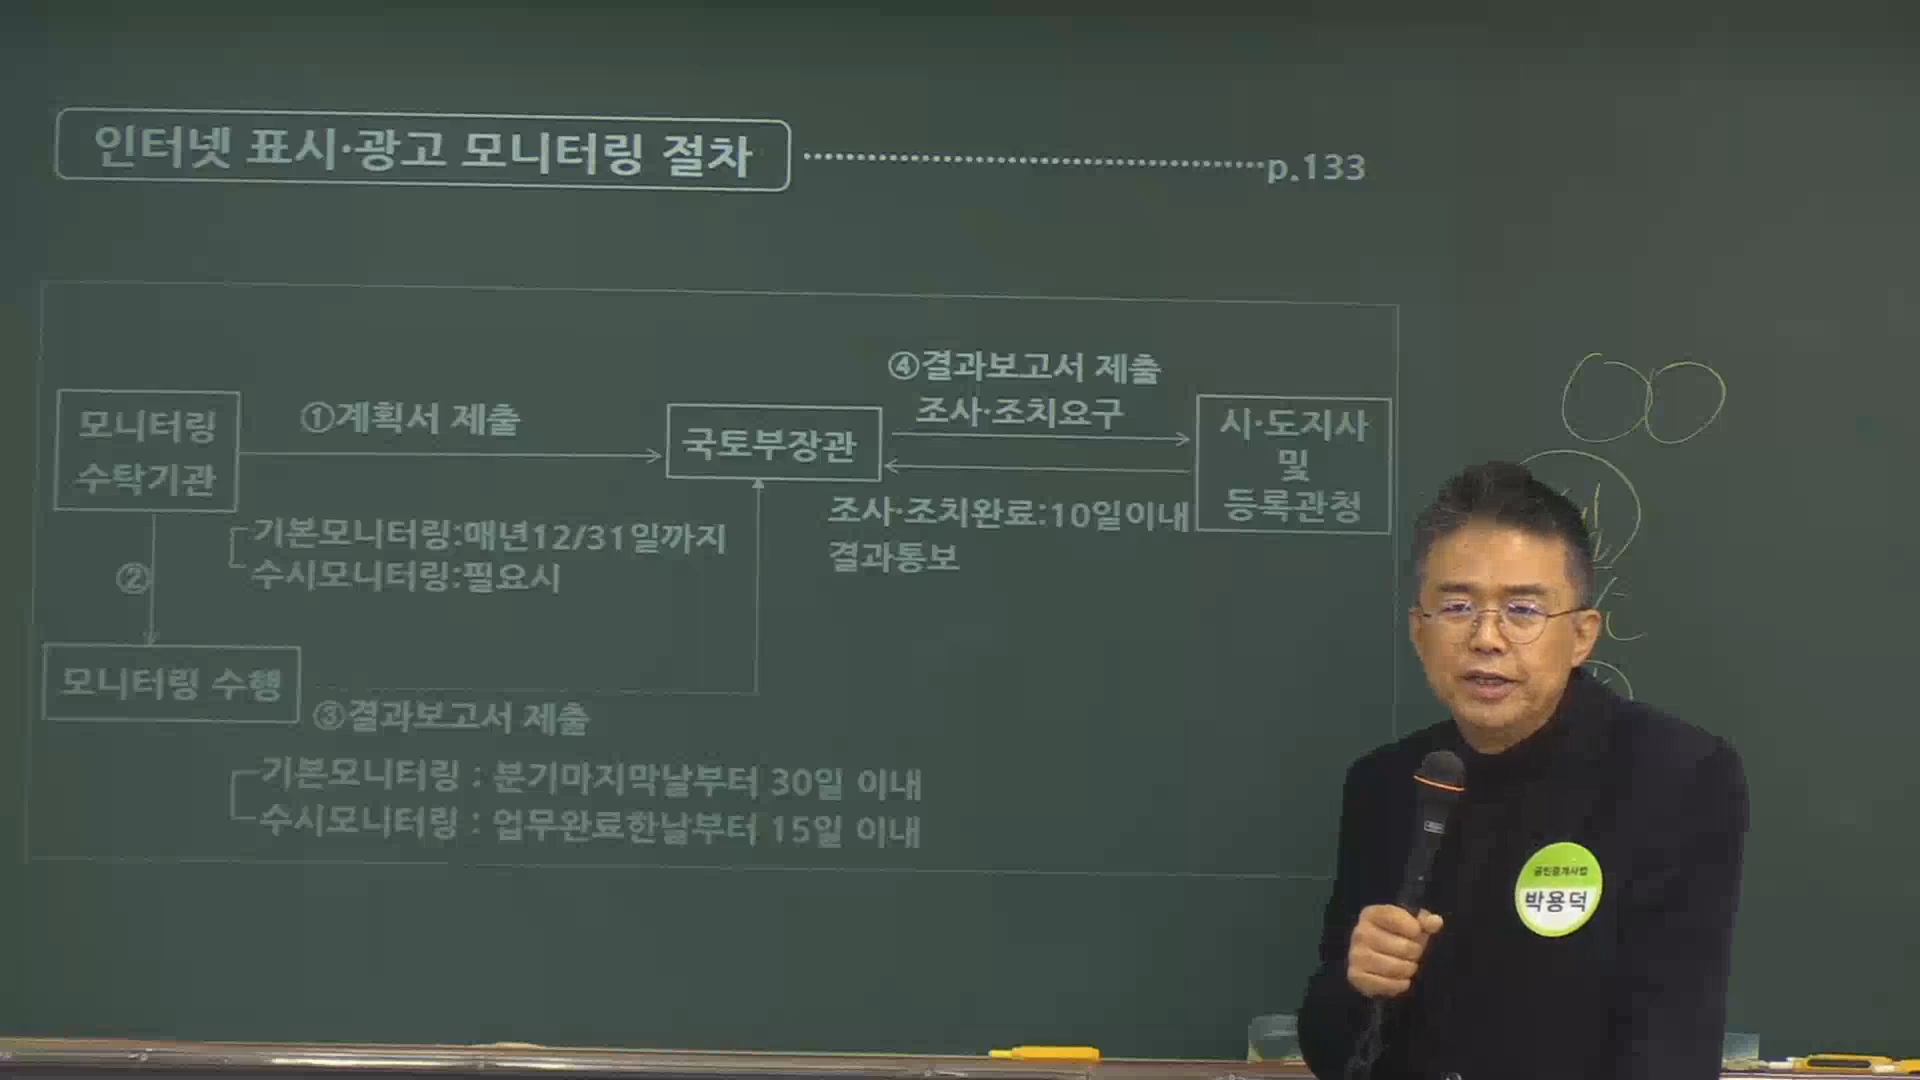 인터넷 표시·광고 모니터링 절차
p.133
모니터링
수탁기관
①계획서 제출
국토부장관
④결과보고서 제출
조사·조치요구
시·도지사
및
등록관청
조사·조치완료:10일이내
결과통보
기본모니터링:매년12/31일까지
수시모니터링:필요시
②
모니터링 수행
③결과보고서 제출
기본모니터링 : 분기마지막날부터 30일 이내
수시모니터링 : 업무완료한날부터 15일 이내
공인중개사법
박용덕